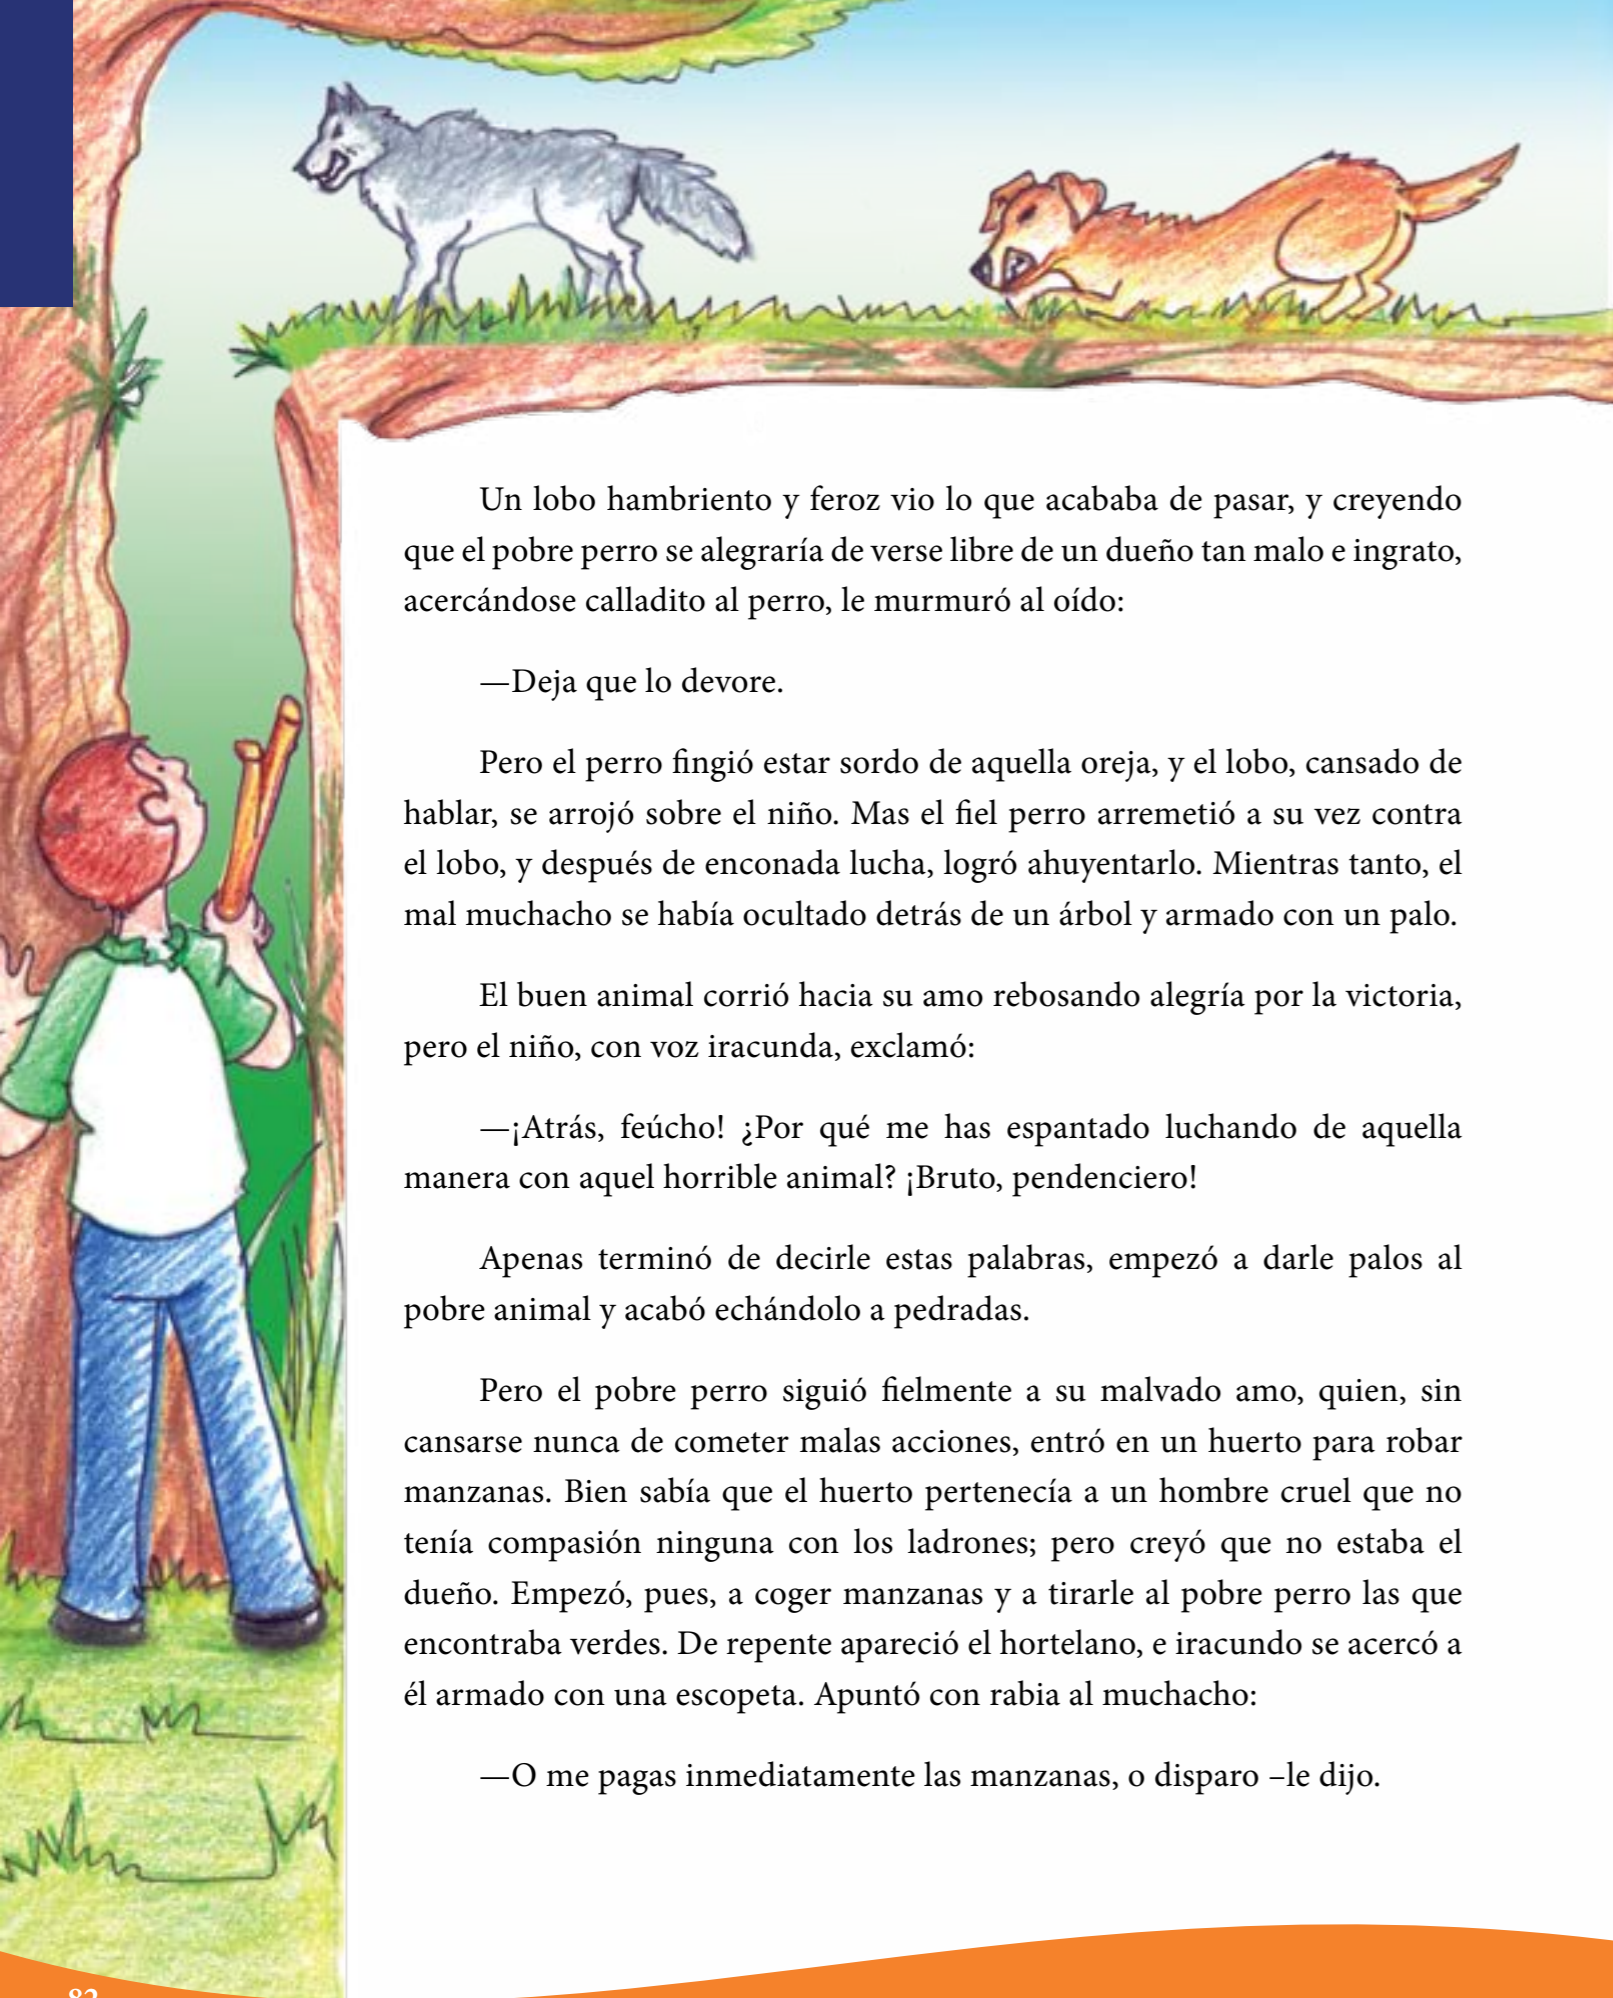 Un lobo hambriento y feroz vio lo que acababa de pasar, y creyendo
que el pobre perro se alegraría de verse libre de un dueño tan malo e ingrato,
acercándose calladito al perro, le murmuró al oído:
—Deja que lo devore.
Pero el perro fingió estar sordo de aquella oreja, y el lobo, cansado de
hablar, se arrojó sobre el niño. Mas el fiel perro arremetió a su vez contra
el lobo, y después de enconada lucha, logró ahuyentarlo. Mientras tanto, el
mal muchacho se había ocultado detrás de un árbol y armado con un palo.
El buen animal corrió hacia su amo rebosando alegría por la victoria,
pero el niño, con voz iracunda, exclamó:
—¡Atrás, feúcho! ¿Por qué me has espantado luchando de aquella
manera con aquel horrible animal? ¡Bruto, pendenciero!
Apenas terminó de decirle estas palabras, empezó a darle palos al
pobre animal y acabó echándolo a pedradas.
Pero el pobre perro siguió fielmente a su malvado amo, quien, sin
cansarse nunca de cometer malas acciones, entró en un huerto para robar
manzanas. Bien sabía que el huerto pertenecía a un hombre cruel que no
tenía compasión ninguna con los ladrones; pero creyó que no estaba el
dueño. Empezó, pues, a coger manzanas y a tirarle al pobre perro las que
encontraba verdes. De repente apareció el hortelano, e iracundo se acercó a
él armado con una escopeta. Apuntó con rabia al muchacho:
—O me pagas inmediatamente las manzanas, o disparo –le dijo.